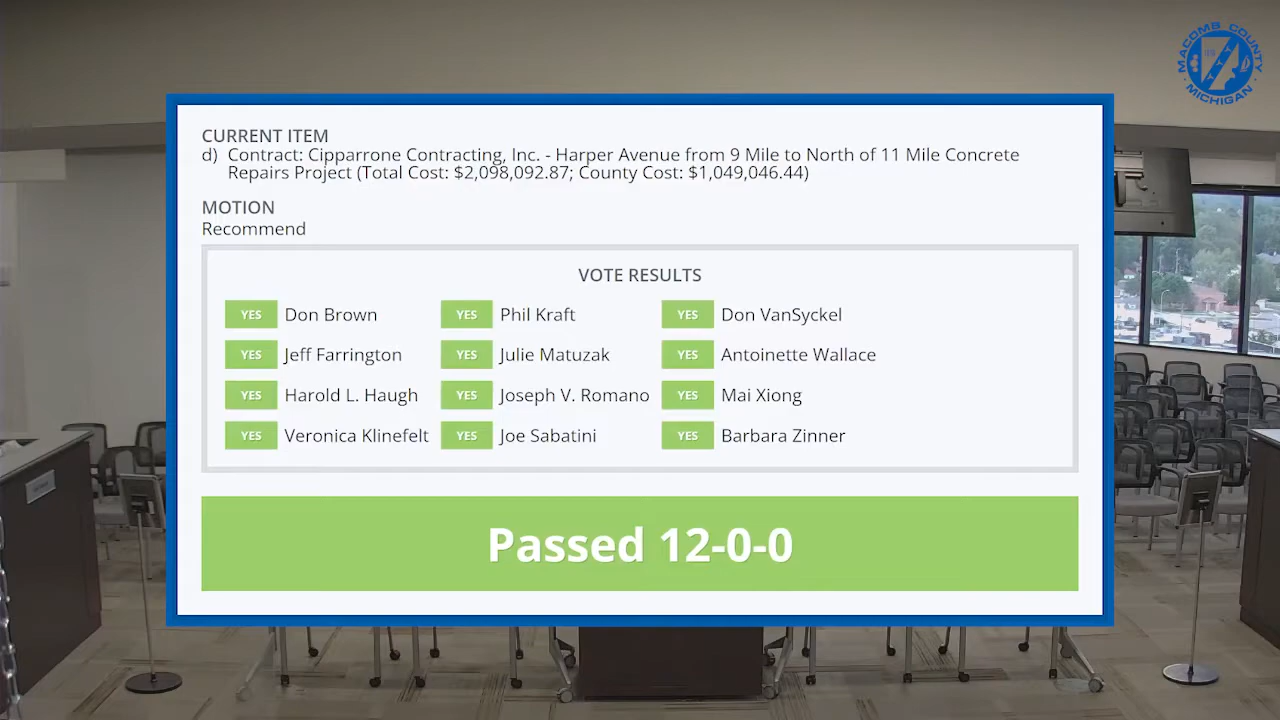 MACOMB COUNTY
MICHIGAN
CURRENT ITEM
d) Contract: Cipparrone Contracting, Inc. - Harper Avenue from 9 Mile to North of 11 Mile Concrete
Repairs Project (Total Cost: $2,098,092.87; County Cost: $1,049,046.44)
MOTION
Recommend
VOTE RESULTS
YES Don Brown YES Phil Kraft YES Don VanSyckel
YES Jeff Farrington YES Julie Matuzak YES Antoinette Wallace
YES Harold L. Haugh YES Joseph V. Romano YES Mai Xiong
YES Veronica Klinefelt YES Joe Sabatini YES Barbara Zinner
Passed 12-0-0